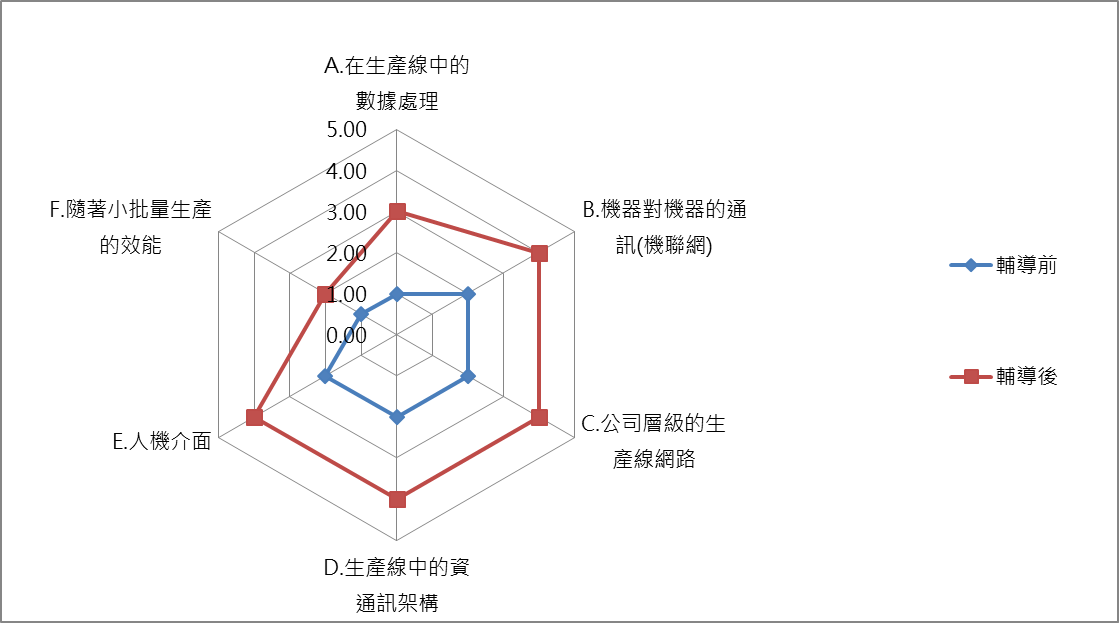 A.在生產線中的
數據處理
5.00
4.00
3.00
2.00
1.00
0.00
B.機器對機器的通
訊(機聯網)
C.公司層級的生
產線網路
D.生產線中的資
通訊架構
E.人機介面
F.隨著小批量生產
的效能
輔導前
輔導後